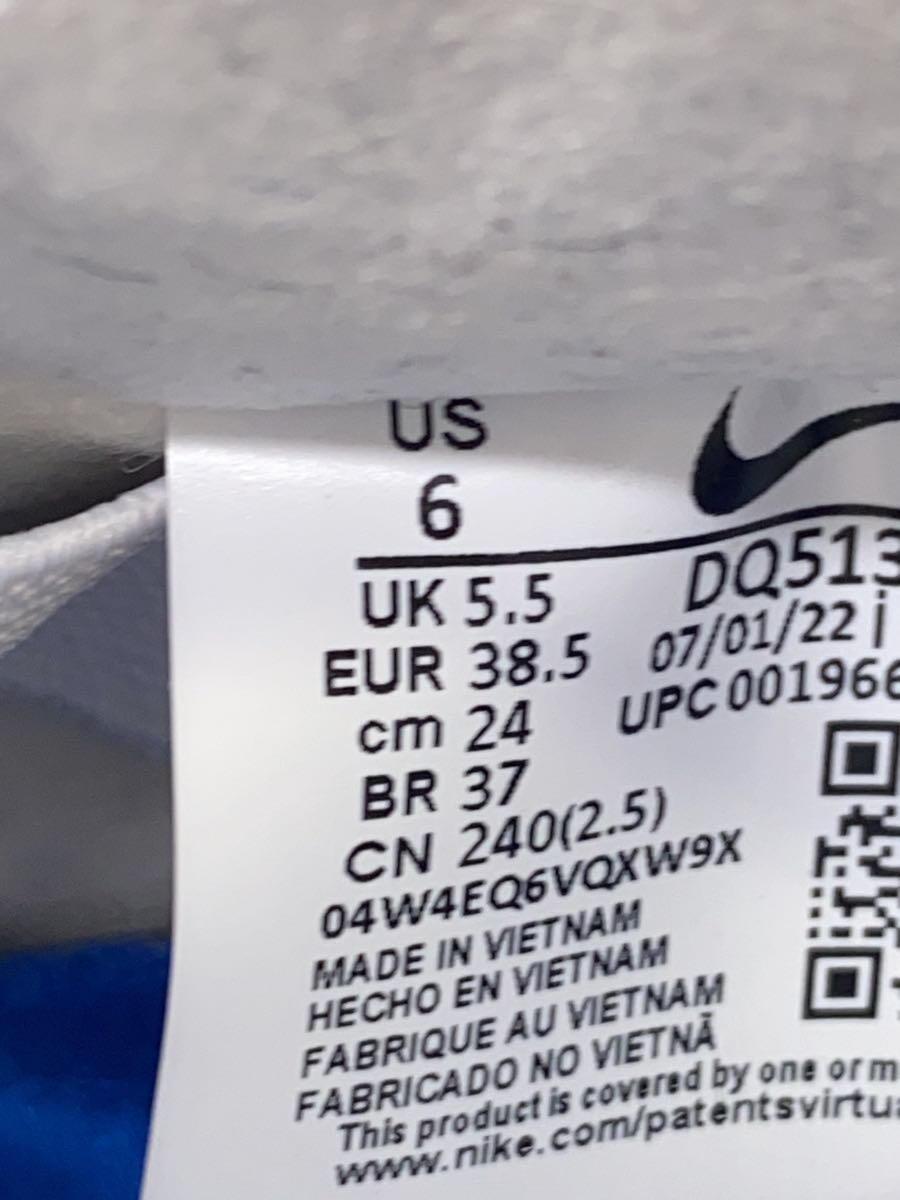 US
6
UK 5.5
EUR 38.5
cm 24
BR 37
CN 240(2.5)
04W4EQ6VQXW9X
MADE IN VIETNAM
HECHO EN VIETNAM
FABRIQUE AU VIETNAM
FABRICADO NO VIETNÃ
This product is covered by one or m
www.nike.com/patentsvirtua
DQ513
07/01/22
UPC 001966